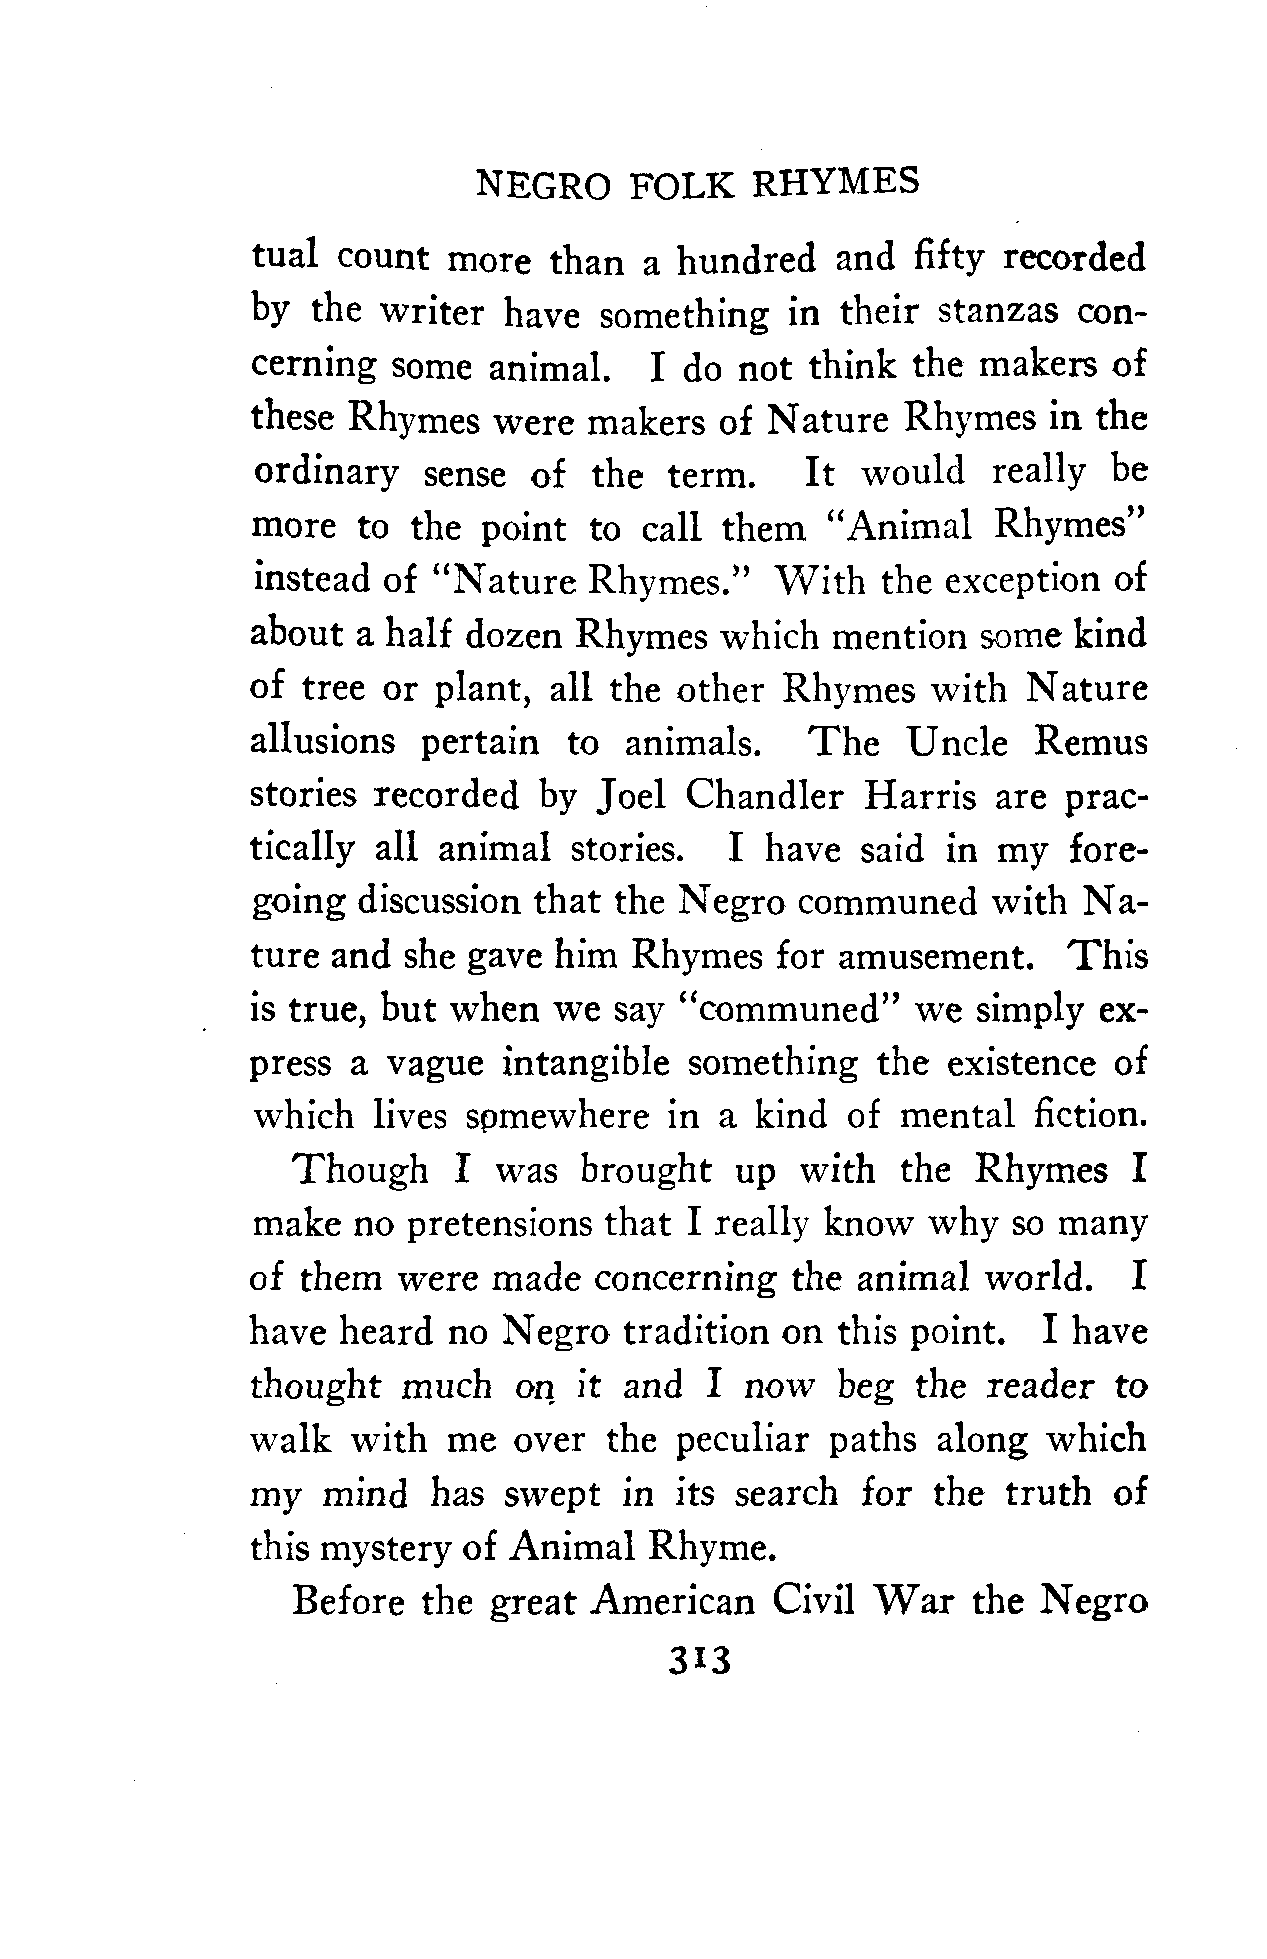 NEGRO FOLK RHYMES
tual count more than a hundred and fifty recorded
by the writer have something in their stanzas con-
cerning some animal. I do not think the makers of
these Rhymes were makers of Nature Rhymes in the
ordinary sense of the term. It would really be
more to the point to call them “Animal Rhymes”
instead of “Nature Rhymes.” With the exception of
about a half dozen Rhymes which mention some kind
of tree or plant, all the other Rhymes with Nature
allusions pertain to animals. The Uncle Remus
stories recorded by Joel Chandler Harris are prac-
tically all animal stories. I have said in my fore-
going discussion that the Negro communed with Na-
ture and she gave him Rhymes for amusement. This
is true, but when we say “communed” we simply ex-
press a vague intangible something the existence of
which lives somewhere in a kind of mental fiction.
Though I was brought up with the Rhymes I
make no pretensions that I really know why so many
of them were made concerning the animal world. I
have heard no Negro tradition on this point. I have
thought much on it and I now beg the reader to
walk with me over the peculiar paths along which
my mind has swept in its search for the truth of
this mystery of Animal Rhyme.
Before the great American Civil War the Negro
313